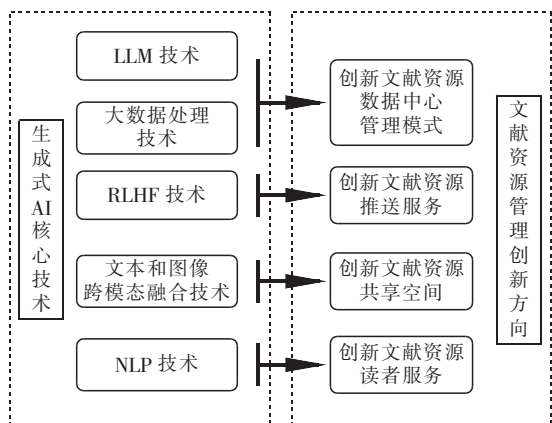 生成式AI核心技术
LLM 技术
大数据处理
技术
RLHF 技术
文本和图像
跨模态融合技术
NLP 技术
创新文献资源
数据中心
管理模式
创新文献资源
推送服务
创新文献资源
共享空间
创新文献资源
读者服务
文献资源管理创新方向